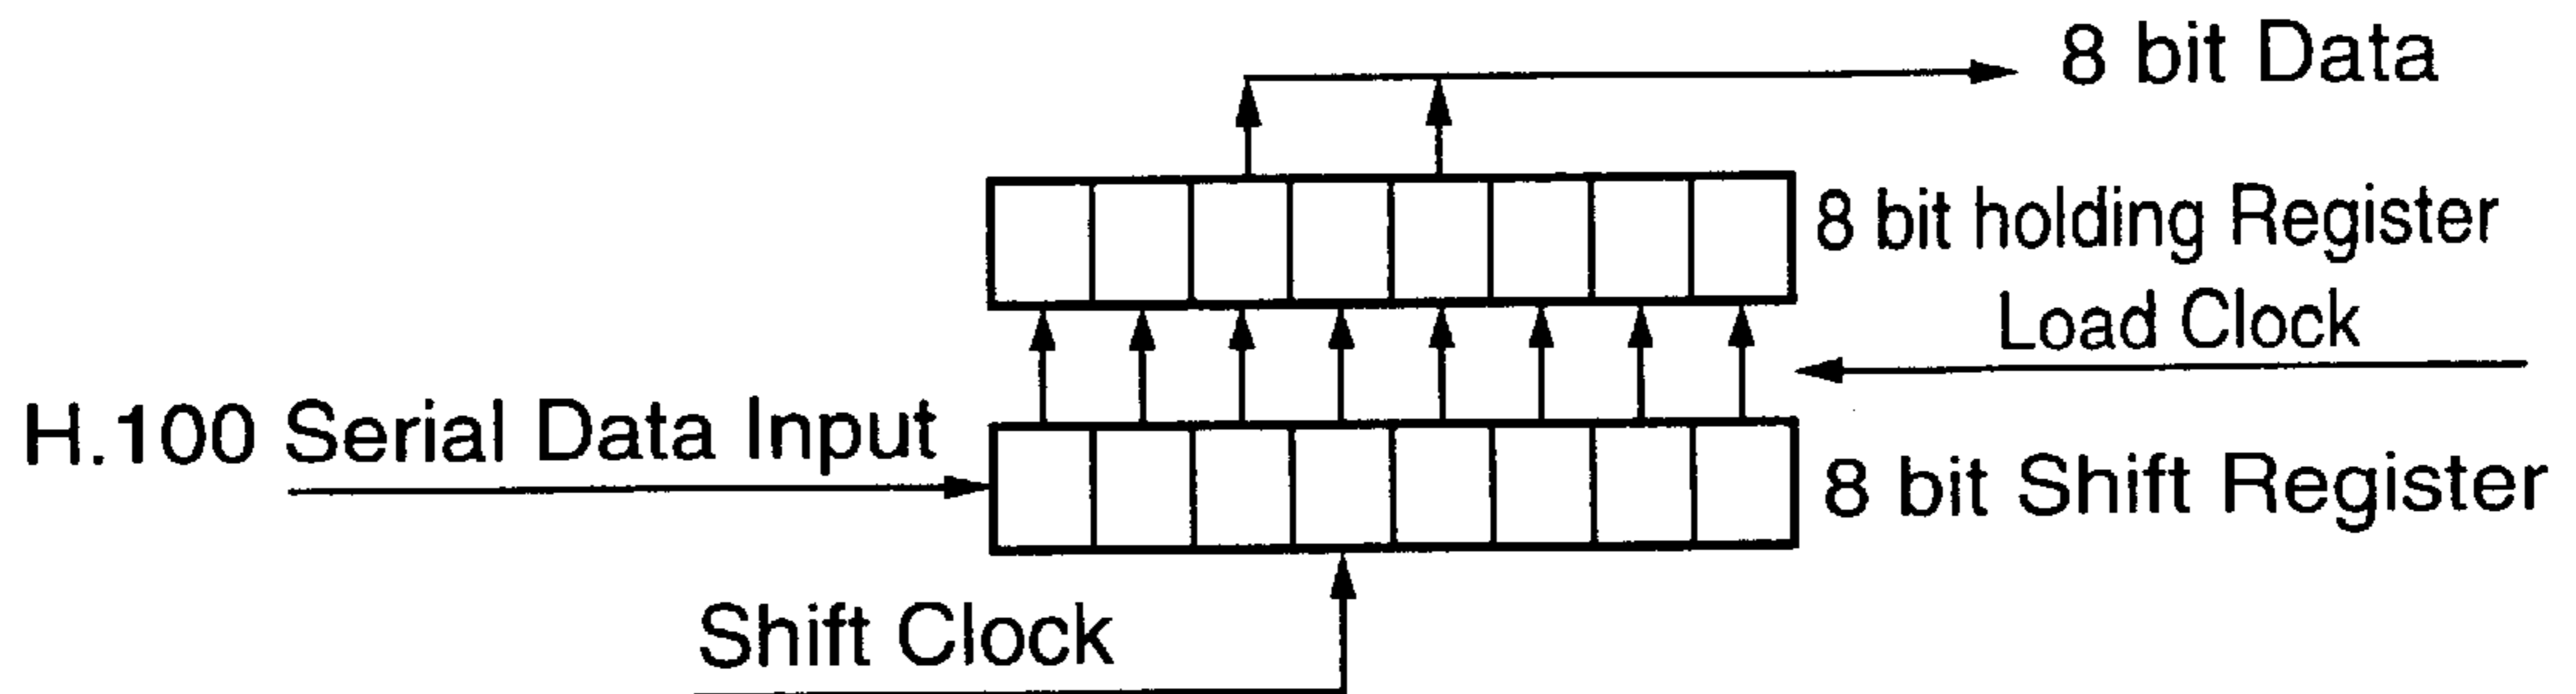 8 bit Data
8 bit holding Register
Load Clock
H.100 Serial Data Input
8 bit Shift Register
Shift Clock